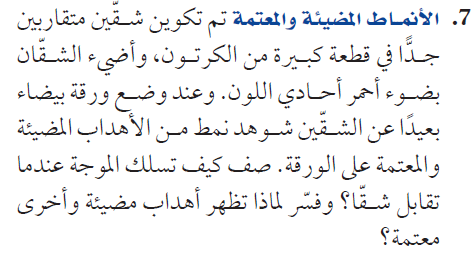 7. الأنماط المضيئة والمعتمة تم تكوين شقّين متقاربين
جدًّا في قطعة كبيرة من الكرتون، وأضيء الشقّان
بضوء أحمر أحادي اللون. وعند وضع ورقة بيضاء
بعيدًا عن الشقّين شوهد نمط من الأهداب المضيئة
والمعتمة على الورقة. صف كيف تسلك الموجة عندما
تقابل شقًّا؟ وفسّر لماذا تظهر أهداب مضيئة وأخرى
معتمة؟